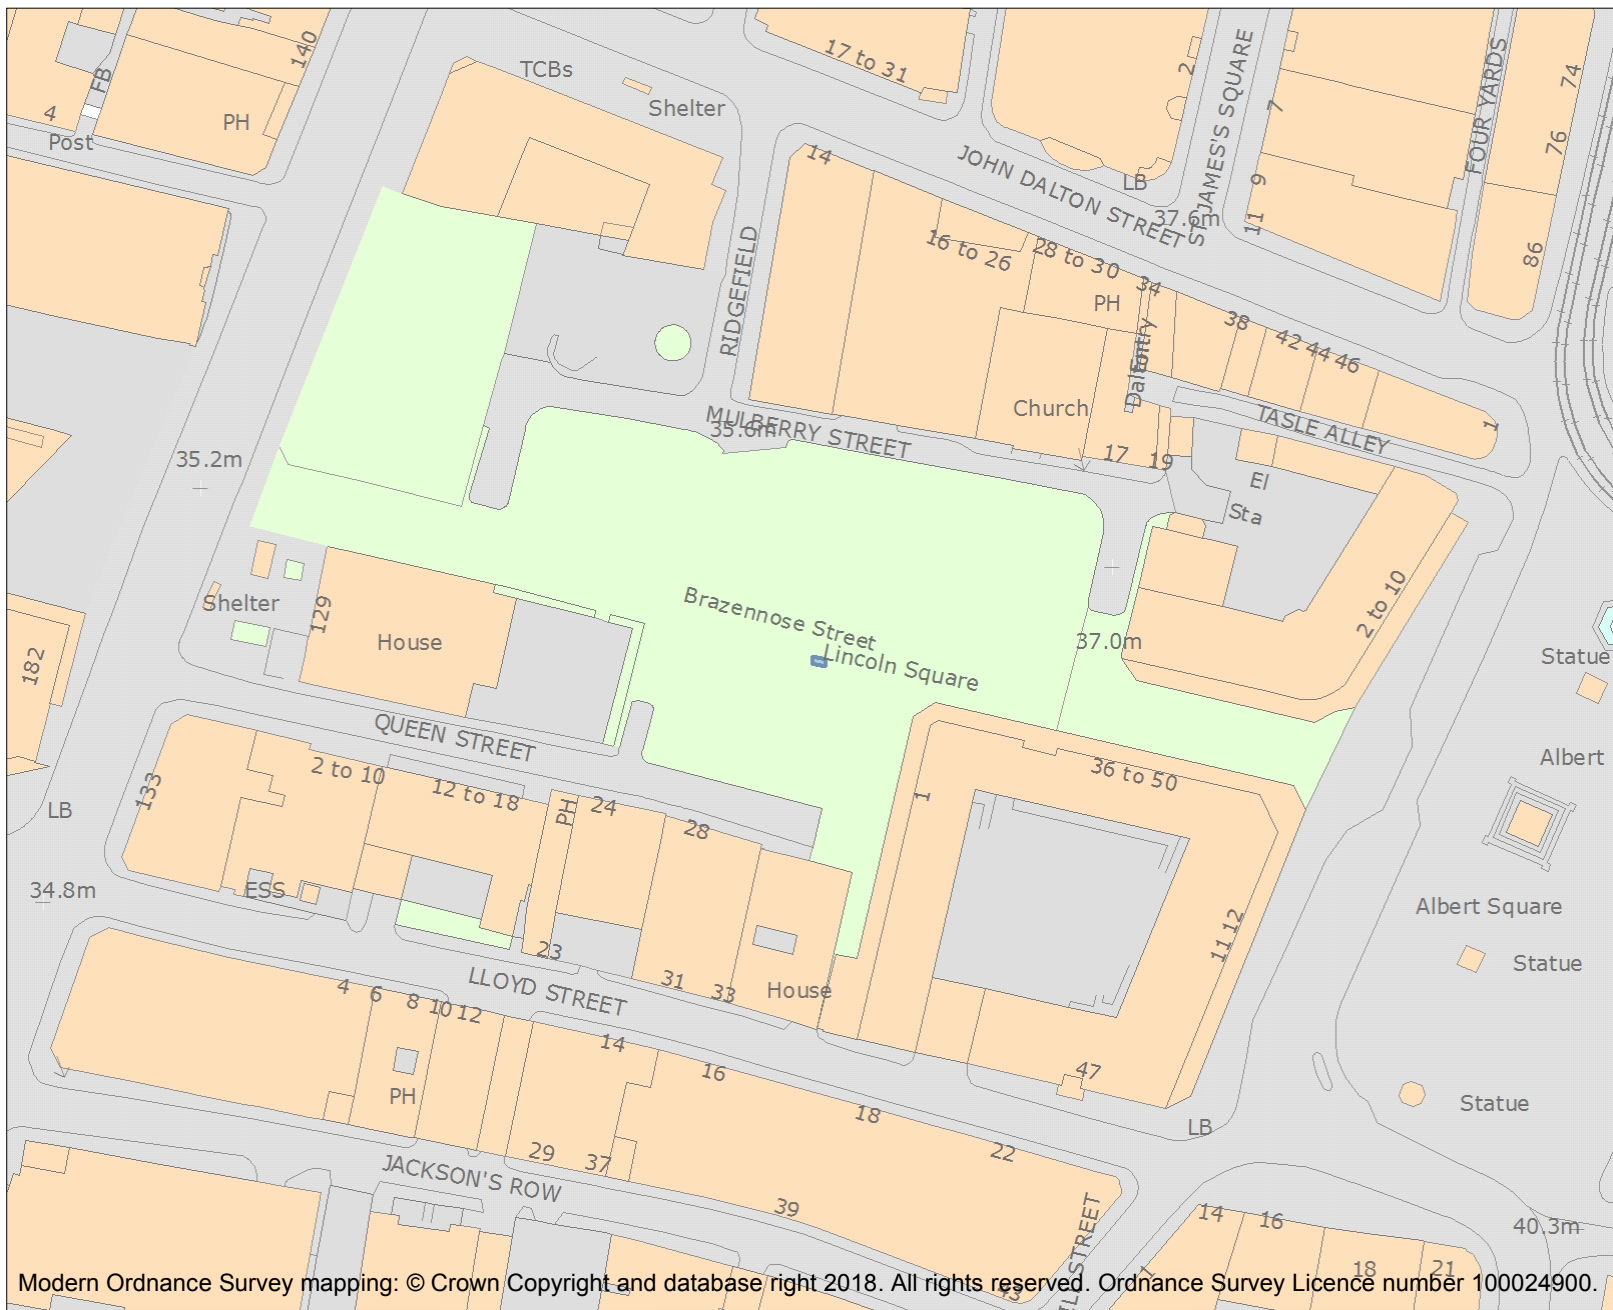 140
TCBs
17 to 31
2
ST JAMES'S SQUARE
FOUR YARDS
74
FB
7
4
PH
Shelter
Post
14
JOHN DALTON STREET
LB
76
9
37.6m
11
RIDGEFIELD
16 to 26
28 to 30
34
86
PH
38
42
44
46
Dalton
Entry
Church
MULBERRY STREET
35.6m
TASLE ALLEY
1
35.2m
17
19
El
Sta
Shelter
129
House
Brazennose Street
Lincoln Square
37.0m
2 to 10
182
Statue
QUEEN STREET
Albert
2 to 10
12 to 18
133
PH
24
28
1
36 to 50
LB
34.8m
ESS
Albert Square
11
12
23
31
33
House
Statue
LLOYD STREET
4
6
8
10
12
14
16
18
22
47
PH
LB
Statue
29
37
JACKSON'S ROW
39
14
16
40.3m
18
21
1
43
STREET
Modern Ordnance Survey mapping: © Crown Copyright and database right 2018. All rights reserved. Ordnance Survey Licence number 100024900.